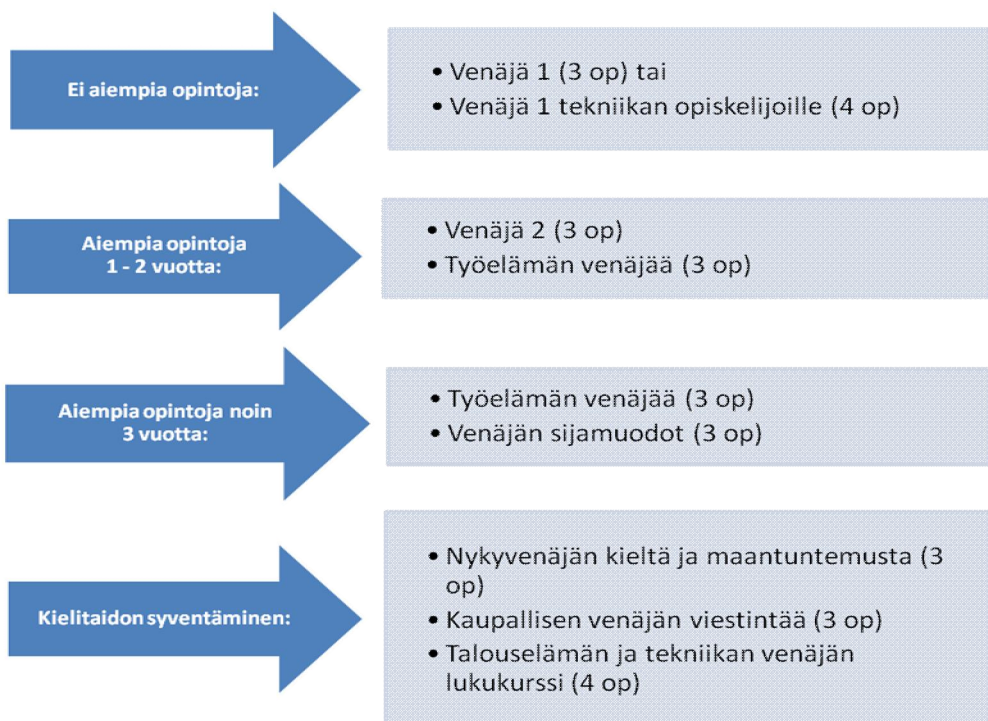 Ei aiempia opintoja:
• Venäjä 1 (3 op) tai
• Venäjä 1 tekniikan opiskelijoille (4 op)
Aiempia opintoja
1 - 2 vuotta:
• Venäjä 2 (3 op)
• Työelämän venäjää (3 op)
Aiempia opintoja noin
3 vuotta:
• Työelämän venäjää (3 op)
• Venäjän sijamuodot (3 op)
Kielitaidon syventäminen:
• Nykyvenäjän kieltä ja maantuntemusta (3
op)
• Kaupallisen venäjän viestintää (3 op)
• Talouselämän ja tekniikan venäjän
lukukurssi (4 op)